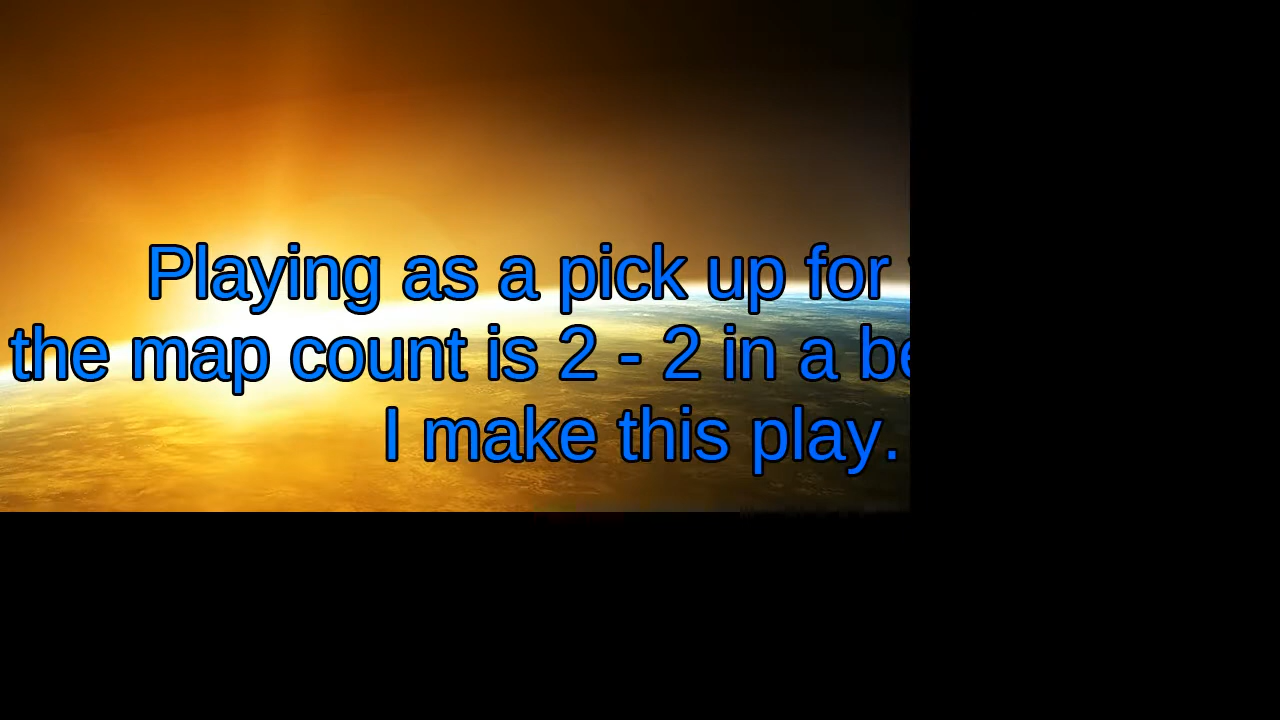 Playing as a pick up for
the map count is 2 - 2 in a
I make this play.